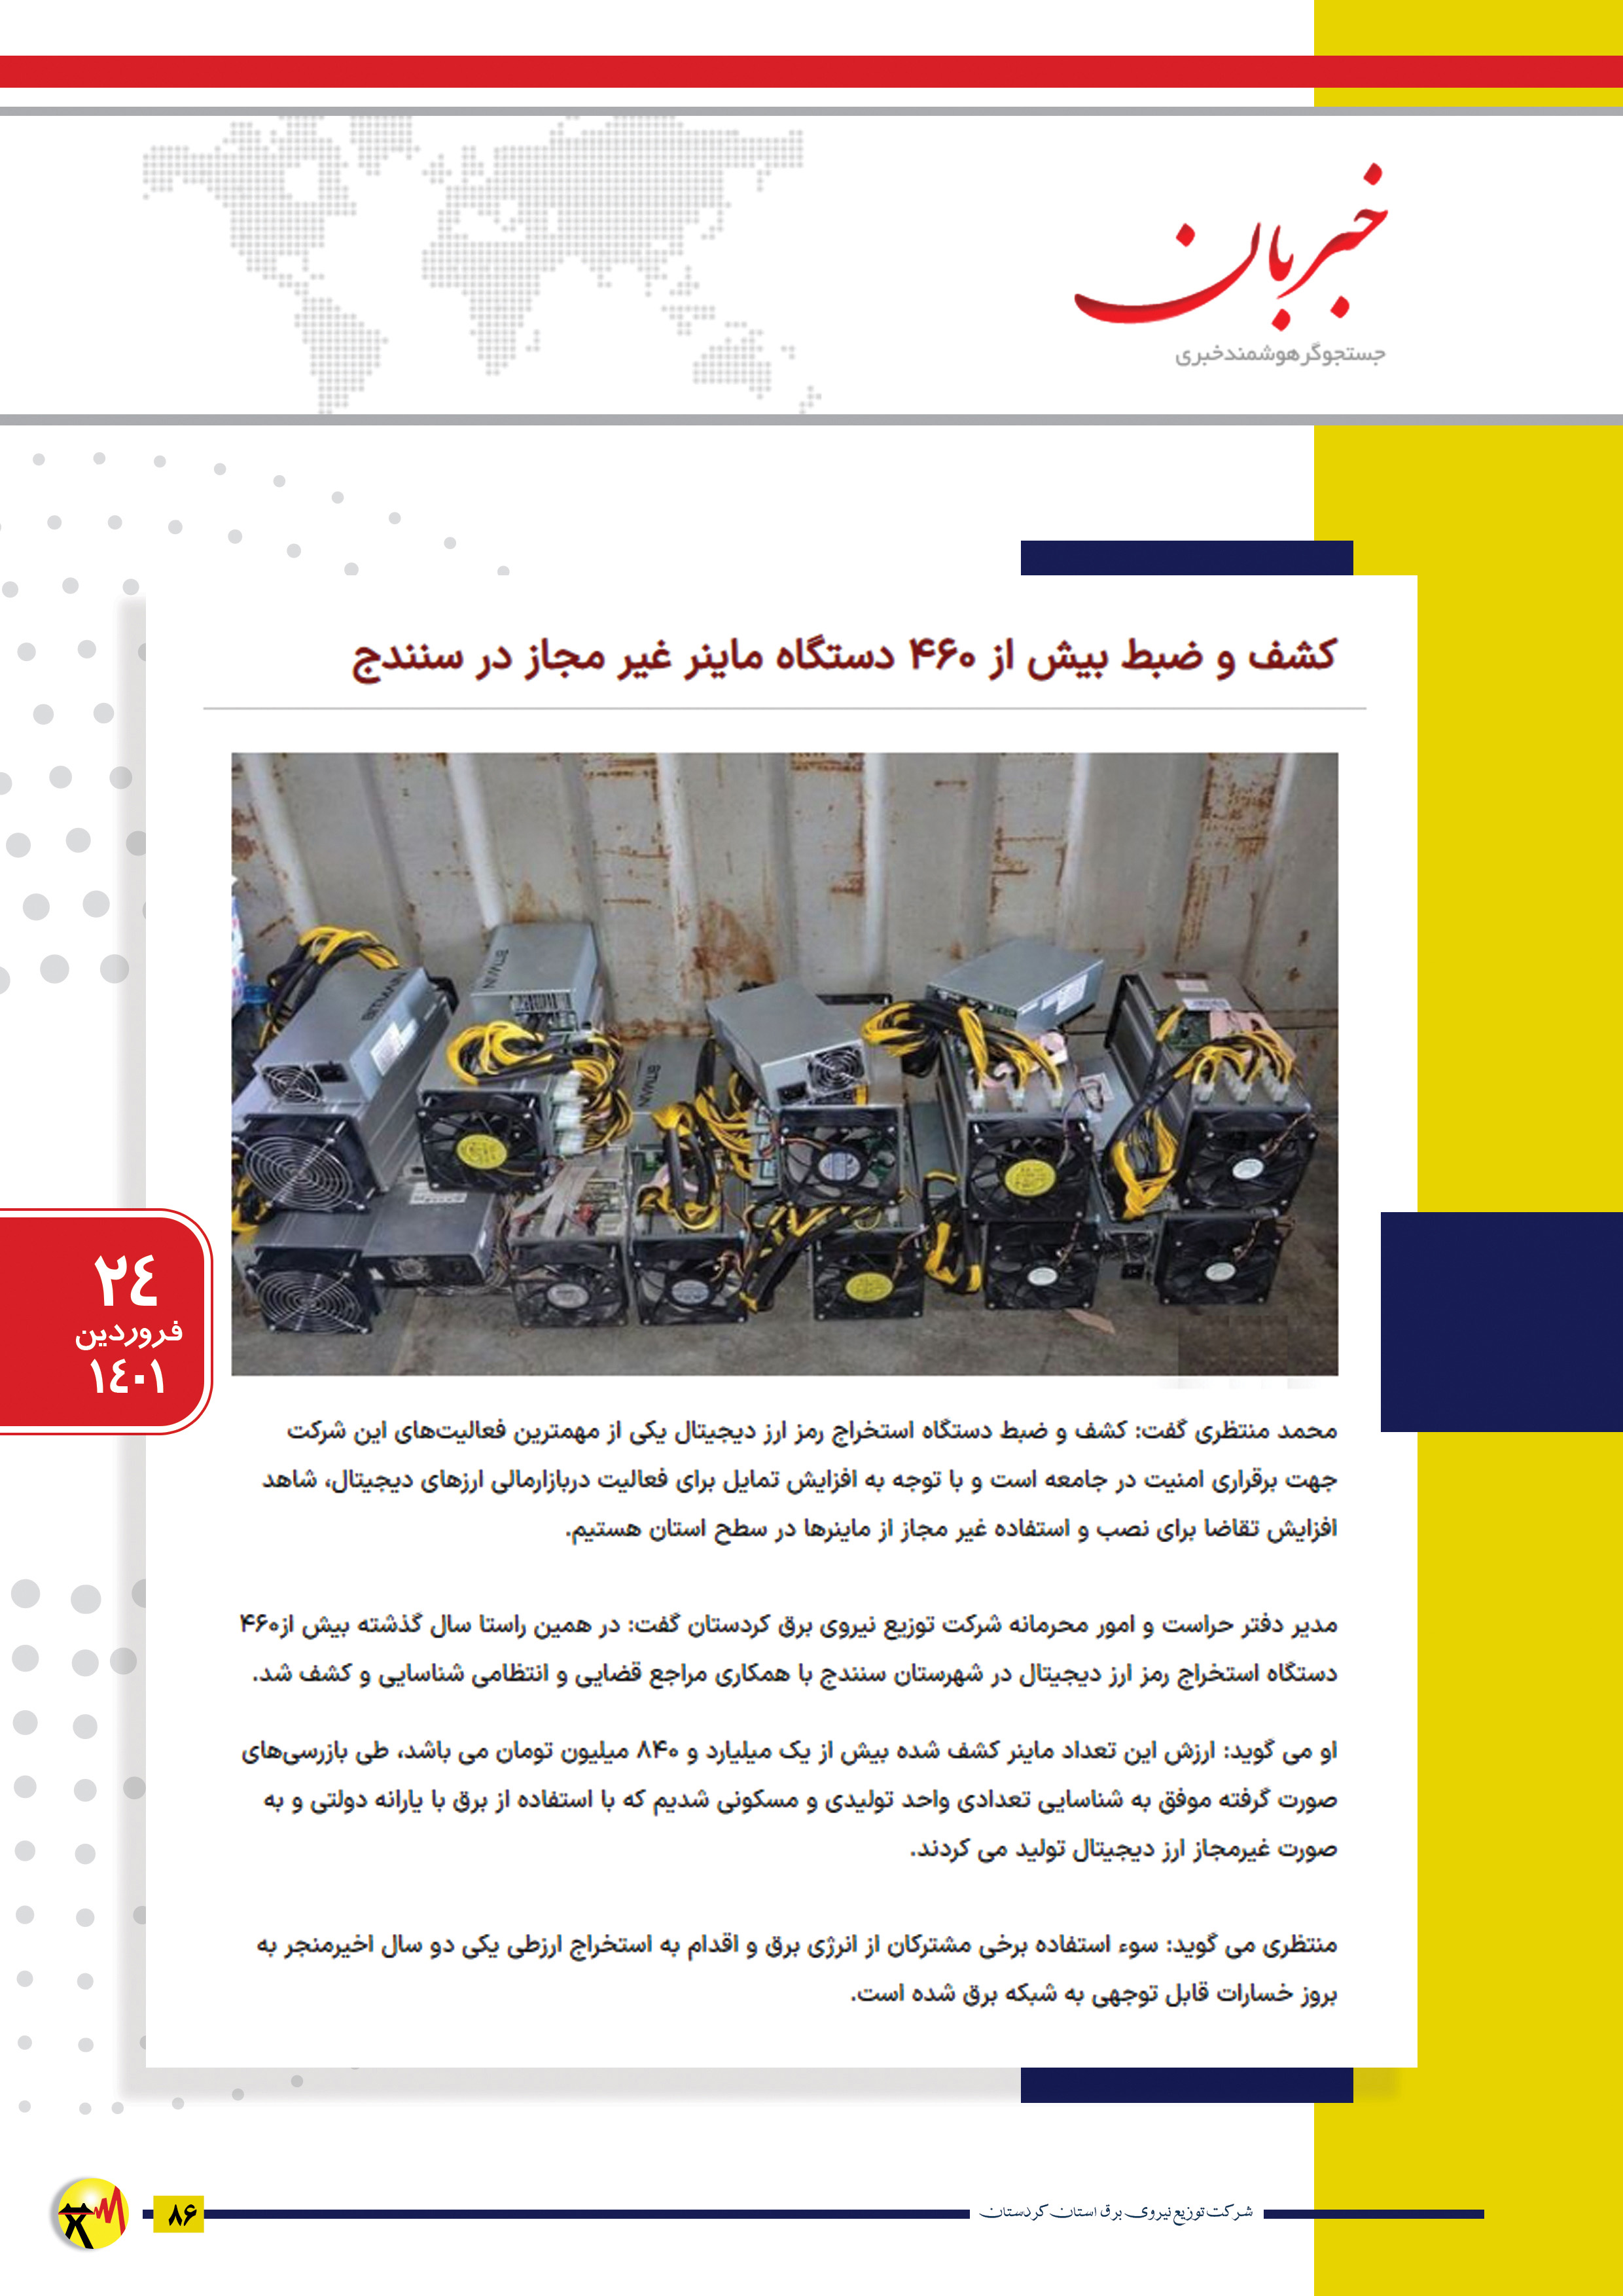 خبربان
جستجوگر هوشمند خبری
کشف و ضبط بیش از ۴۶۰ دستگاه ماینر غیر مجاز در سنندج
BITMAIN
BITMAIN
BITMAIN
۲٤
فروردین
۱٤۰۱
محمد منتظری گفت: کشف و ضبط دستگاه استخراج رمز ارز دیجیتال یکی از مهمترین فعالیت‌های این شرکت
جهت برقراری امنیت در جامعه است و با توجه به افزایش تمایل برای فعالیت دربازارمالی ارزهای دیجیتال، شاهد
افزایش تقاضا برای نصب و استفاده غیر مجاز از ماینرها در سطح استان هستیم.
مدیر دفتر حراست و امور محرمانه شرکت توزیع نیروی برق کردستان گفت: در همین راستا سال گذشته بیش از۴۶۰
دستگاه استخراج رمز ارز دیجیتال در شهرستان سنندج با همکاری مراجع قضایی و انتظامی شناسایی و کشف شد.
او می گوید: ارزش این تعداد ماینر کشف شده بیش از یک میلیارد و ۸۴۰ میلیون تومان می باشد، طی بازرسی‌های
صورت گرفته موفق به شناسایی تعدادی واحد تولیدی و مسکونی شدیم که با استفاده از برق با یارانه دولتی و به
صورت غیرمجاز ارز دیجیتال تولید می کردند.
منتظری می گوید: سوء استفاده برخی مشترکان از انرژی برق و اقدام به استخراج ارزطی یکی دو سال اخیرمنجر به
بروز خسارات قابل توجهی به شبکه برق شده است.
شرکت توزیع نیروی برق استان کردستان
۸۶